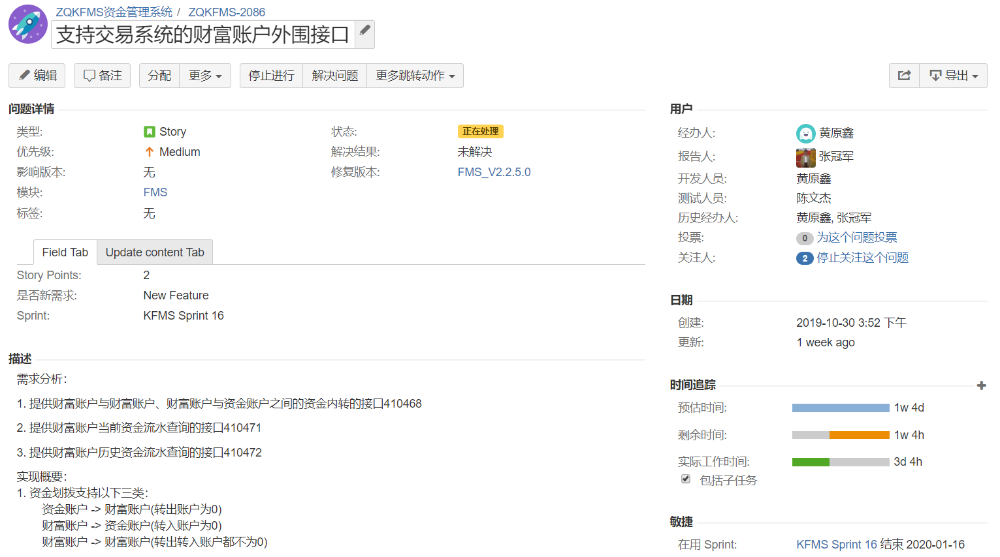 ZQKFMS资金管理系统 / ZQKFMS-2086
支持交易系统的财富账户外围接口
编辑 备注 分配 更多 停止进行 解决问题 更多跳转动作 导出
问题详情
类型: Story 状态: 正在处理
优先级: Medium 解决结果: 未解决
影响版本: 无 修复版本: FMS_V2.2.5.0
模块: FMS
标签: 无
Field Tab Update content Tab
Story Points: 2
是否新需求: New Feature
Sprint: KFMS Sprint 16
描述
需求分析：
1. 提供财富账户与财富账户、财富账户与资金账户之间的资金内转的接口410468
2. 提供财富账户当前资金流水查询的接口410471
3. 提供财富账户历史资金流水查询的接口410472
实现概要：
1. 资金划拨支持以下三类：
资金账户 -> 财富账户(转出账户为0)
财富账户 -> 资金账户(转入账户为0)
财富账户 -> 财富账户(转出转入账户都不为0)
用户
经办人: 黄原鑫
报告人: 张冠军
开发人员: 黄原鑫
测试人员: 陈文杰
历史经办人: 黄原鑫, 张冠军
投票: 0 为这个问题投票
关注人: 2 停止关注这个问题
日期
创建: 2019-10-30 3:52 下午
更新: 1 week ago
时间追踪
预估时间: 1w 4d
剩余时间: 1w 4h
实际工作时间: 3d 4h
包括子任务
敏捷
在用 Sprint: KFMS Sprint 16 结束 2020-01-16